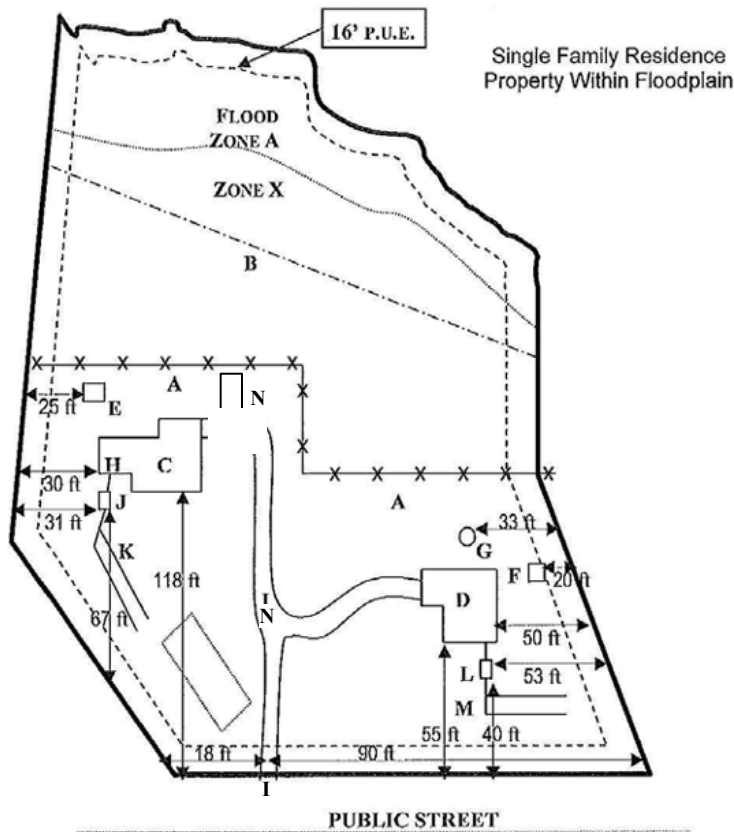 16' P.U.E.
Single Family Residence
Property Within Floodplain
FLOOD
ZONE A
ZONE X
B
A
N
25 ft
E
H
C
30 ft
J
A
31 ft
33 ft
G
K
118 ft
F
20 ft
D
N
67 ft
50 ft
L
53 ft
M
55 ft
40 ft
18 ft
90 ft
I
PUBLIC STREET